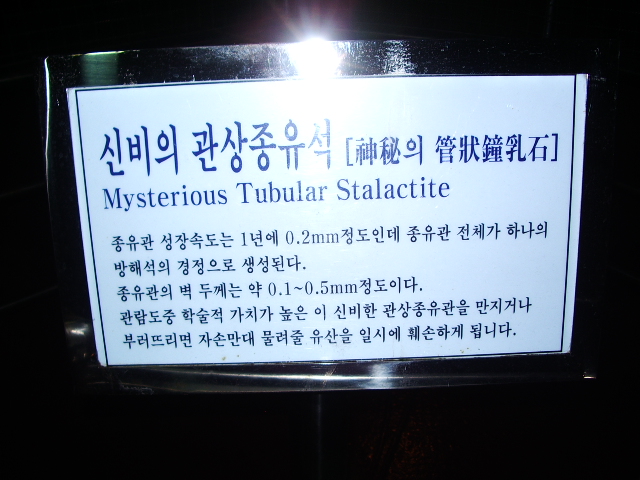 신비의 관상종유석 [神秘의 管狀鐘乳石]
Mysterious Tubular Stalactite
종유관 성장속도는 1년에 0.2mm정도인데 종유관 전체가 하나의
방해석의 경정으로 생성된다.
종유관의 벽 두께는 약 0.1~0.5mm정도이다.
관람도중 학술적 가치가 높은 이 신비한 관상종유관을 만지거나
부러뜨리면 자손만대 물려줄 유산을 일시에 훼손하게 됩니다.